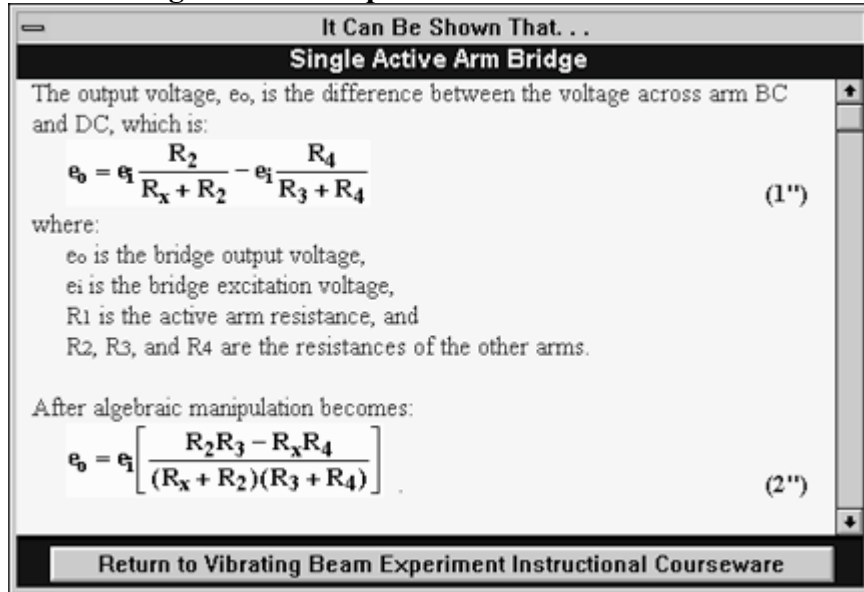 It Can Be Shown That. . .
Single Active Arm Bridge
The output voltage, eo, is the difference between the voltage across arm BC
and DC, which is:
e₀ = eᵢ R₂/(Rₓ + R₂) − eᵢ R₄/(R₃ + R₄) (1'')
where:
eo is the bridge output voltage,
ei is the bridge excitation voltage,
R1 is the active arm resistance, and
R2, R3, and R4 are the resistances of the other arms.
After algebraic manipulation becomes:
e₀ = eᵢ[(R₂R₃ − RₓR₄)/((Rₓ + R₂)(R₃ + R₄))] . (2'')
Return to Vibrating Beam Experiment Instructional Courseware